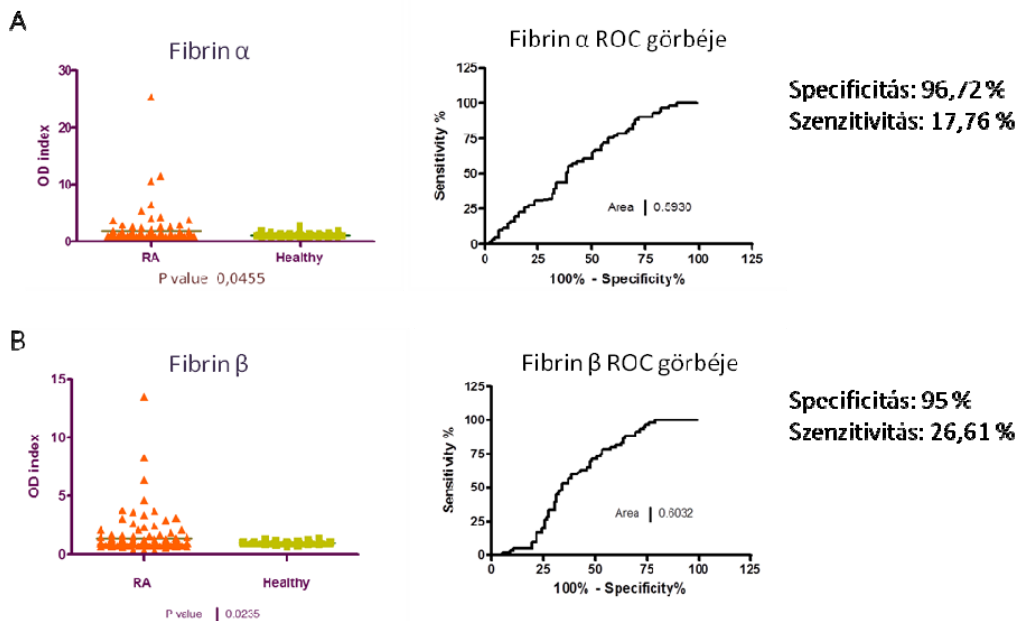 A
Fibrin α
30
20
10
0
OD index
RA
Healthy
P value 0,0455
Fibrin α ROC görbéje
125
100
75
50
25
0
Sensitivity %
Area | 0.5930
0 25 50 75 100 125
100% - Specificity%
Specificitás: 96,72 %
Szenzitivitás: 17,76 %
B
Fibrin β
15
10
5
0
OD index
RA
Healthy
P value | 0.0235
Fibrin β ROC görbéje
125
100
75
50
25
0
Sensitivity %
Area | 0.6032
0 25 50 75 100 125
100% - Specificity%
Specificitás: 95 %
Szenzitivitás: 26,61 %